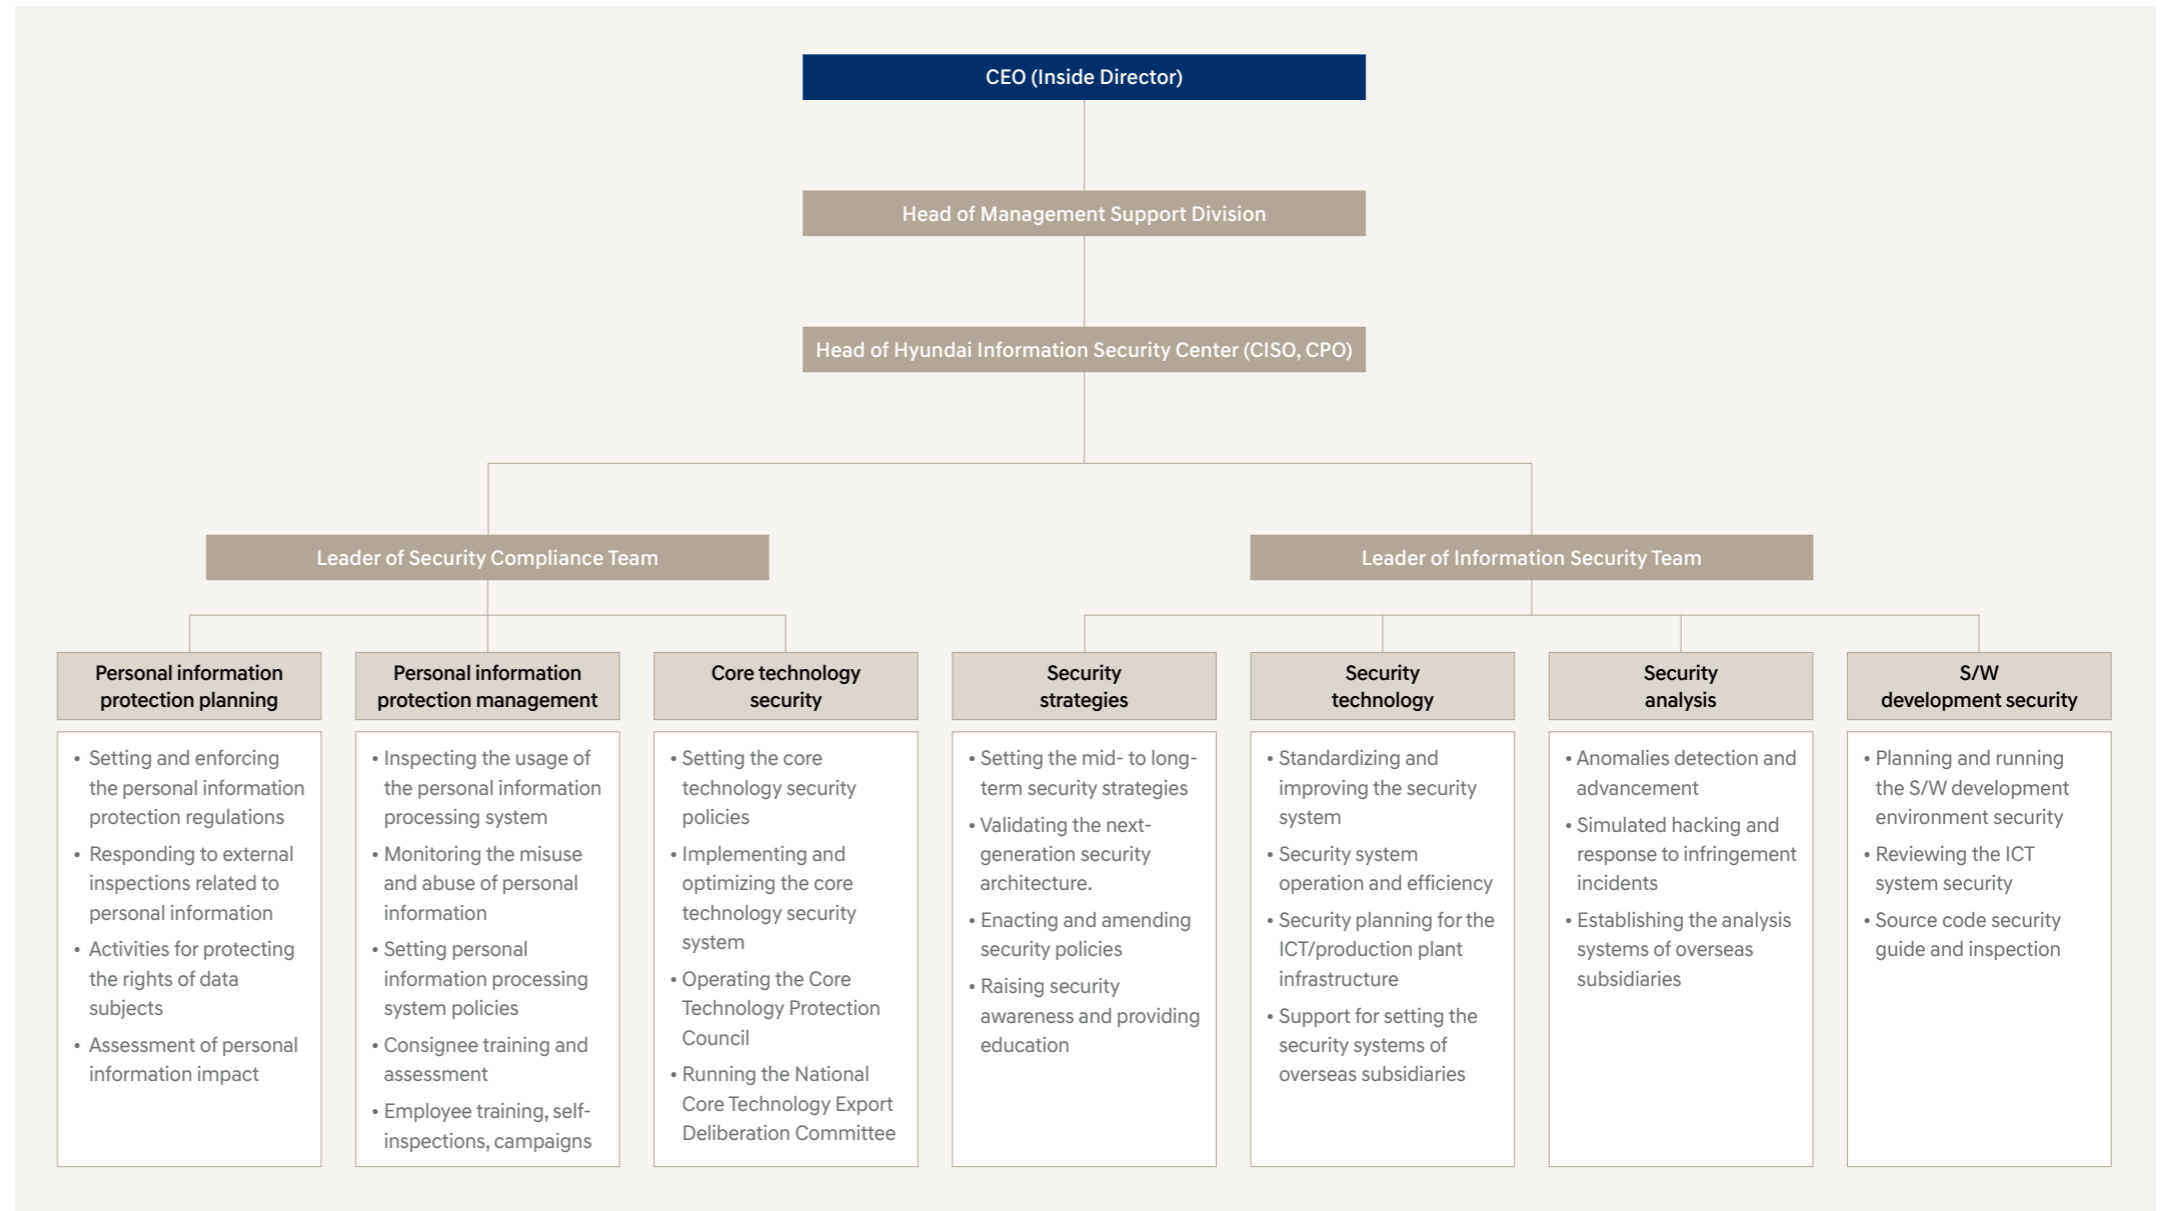 CEO (Inside Director)
Head of Management Support Division
Head of Hyundai Information Security Center (CISO, CPO)
Leader of Security Compliance Team
Leader of Information Security Team
Personal information
protection planning
• Setting and enforcing
the personal information
protection regulations
• Responding to external
inspections related to
personal information
• Activities for protecting
the rights of data
subjects
• Assessment of personal
information impact
Personal information
protection management
• Inspecting the usage of
the personal information
processing system
• Monitoring the misuse
and abuse of personal
information
• Setting personal
information processing
system policies
• Consignee training and
assessment
• Employee training, self-
inspections, campaigns
Core technology
security
• Setting the core
technology security
policies
• Implementing and
optimizing the core
technology security
system
• Operating the Core
Technology Protection
Council
• Running the National
Core Technology Export
Deliberation Committee
Security
strategies
• Setting the mid- to long-
term security strategies
• Validating the next-
generation security
architecture.
• Enacting and amending
security policies
• Raising security
awareness and providing
education
Security
technology
• Standardizing and
improving the security
system
• Security system
operation and efficiency
• Security planning for the
ICT/production plant
infrastructure
• Support for setting the
security systems of
overseas subsidiaries
Security
analysis
• Anomalies detection and
advancement
• Simulated hacking and
response to infringement
incidents
• Establishing the analysis
systems of overseas
subsidiaries
S/W
development security
• Planning and running
the S/W development
environment security
• Reviewing the ICT
system security
• Source code security
guide and inspection